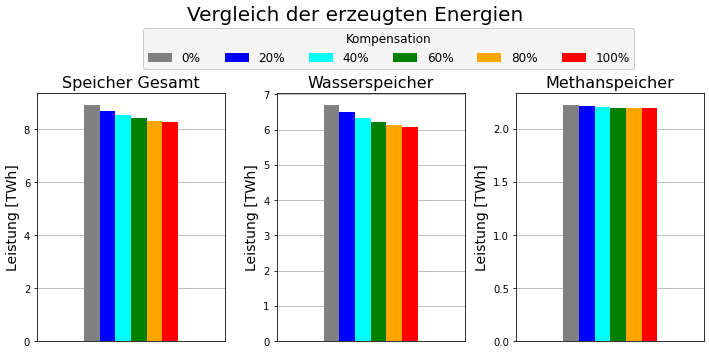 Vergleich der erzeugten Energien
Kompensation
0% 20% 40% 60% 80% 100%
Speicher Gesamt
Leistung [TWh]
8
6
4
2
0
Wasserspeicher
Leistung [TWh]
7
6
5
4
3
2
1
0
Methanspeicher
Leistung [TWh]
2.0
1.5
1.0
0.5
0.0